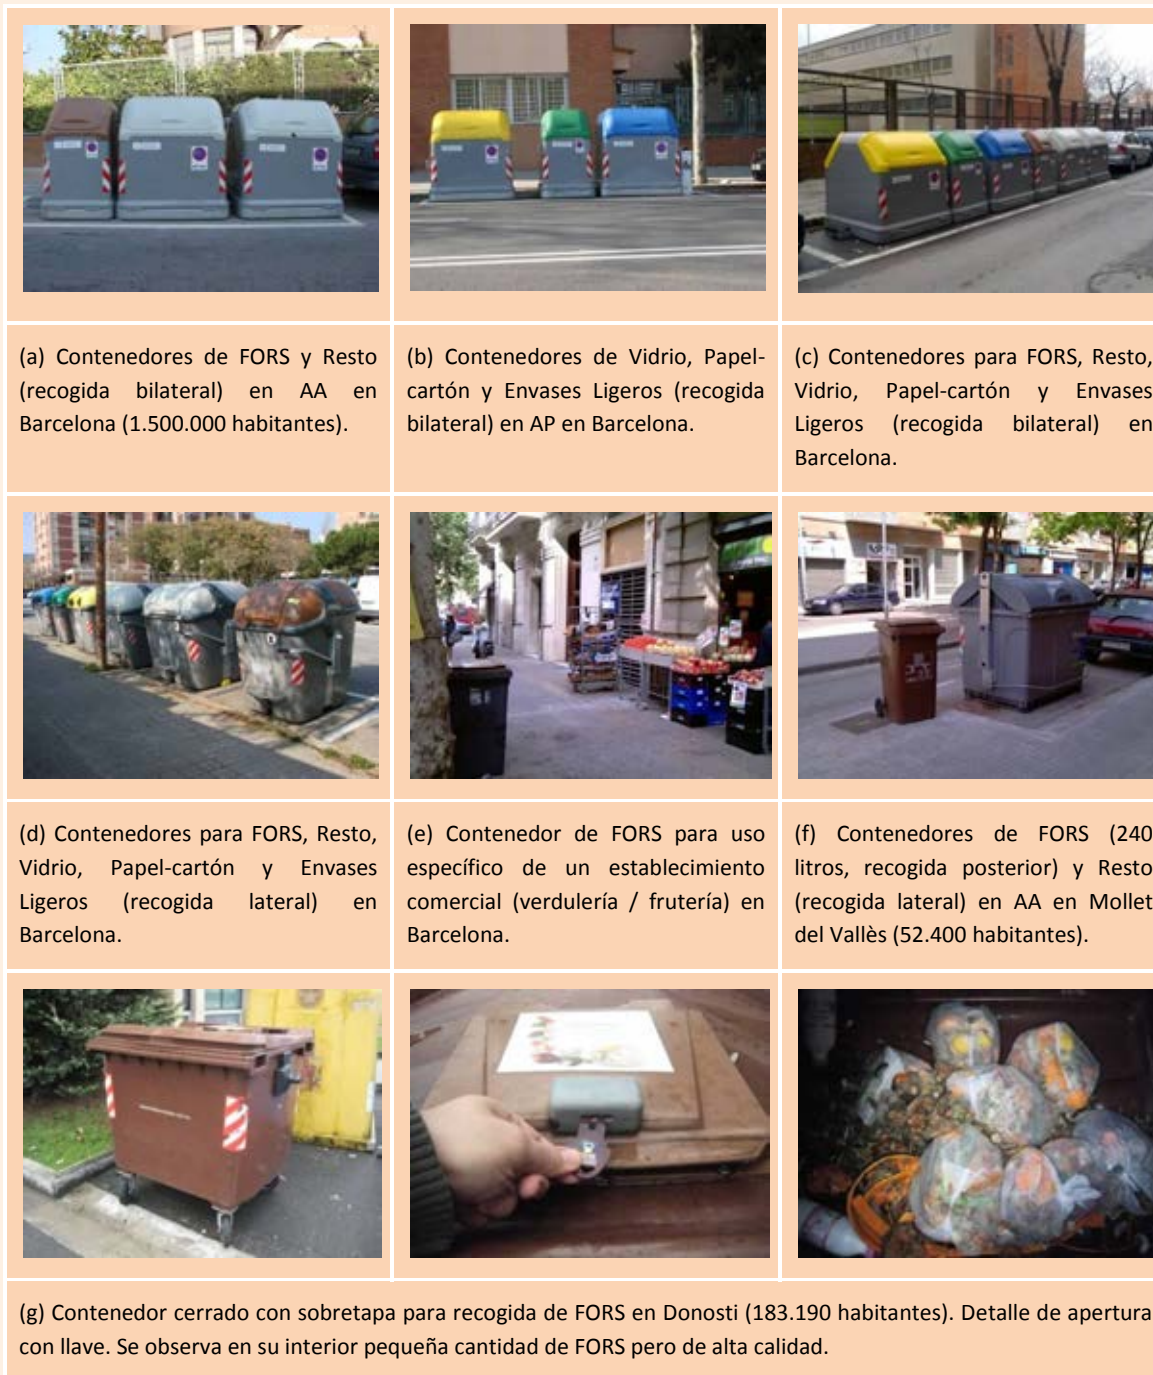 (a) Contenedores de FORS y Resto
(recogida bilateral) en AA en
Barcelona (1.500.000 habitantes).
(b) Contenedores de Vidrio, Papel-
cartón y Envases Ligeros (recogida
bilateral) en AP en Barcelona.
(c) Contenedores para FORS, Resto,
Vidrio, Papel-cartón y Envases
Ligeros (recogida bilateral) en
Barcelona.
(d) Contenedores para FORS, Resto,
Vidrio, Papel-cartón y Envases
Ligeros (recogida lateral) en
Barcelona.
(e) Contenedor de FORS para uso
específico de un establecimiento
comercial (verdulería / frutería) en
Barcelona.
(f) Contenedores de FORS (240
litros, recogida posterior) y Resto
(recogida lateral) en AA en Mollet
del Vallès (52.400 habitantes).
(g) Contenedor cerrado con sobretapa para recogida de FORS en Donosti (183.190 habitantes). Detalle de apertura
con llave. Se observa en su interior pequeña cantidad de FORS pero de alta calidad.